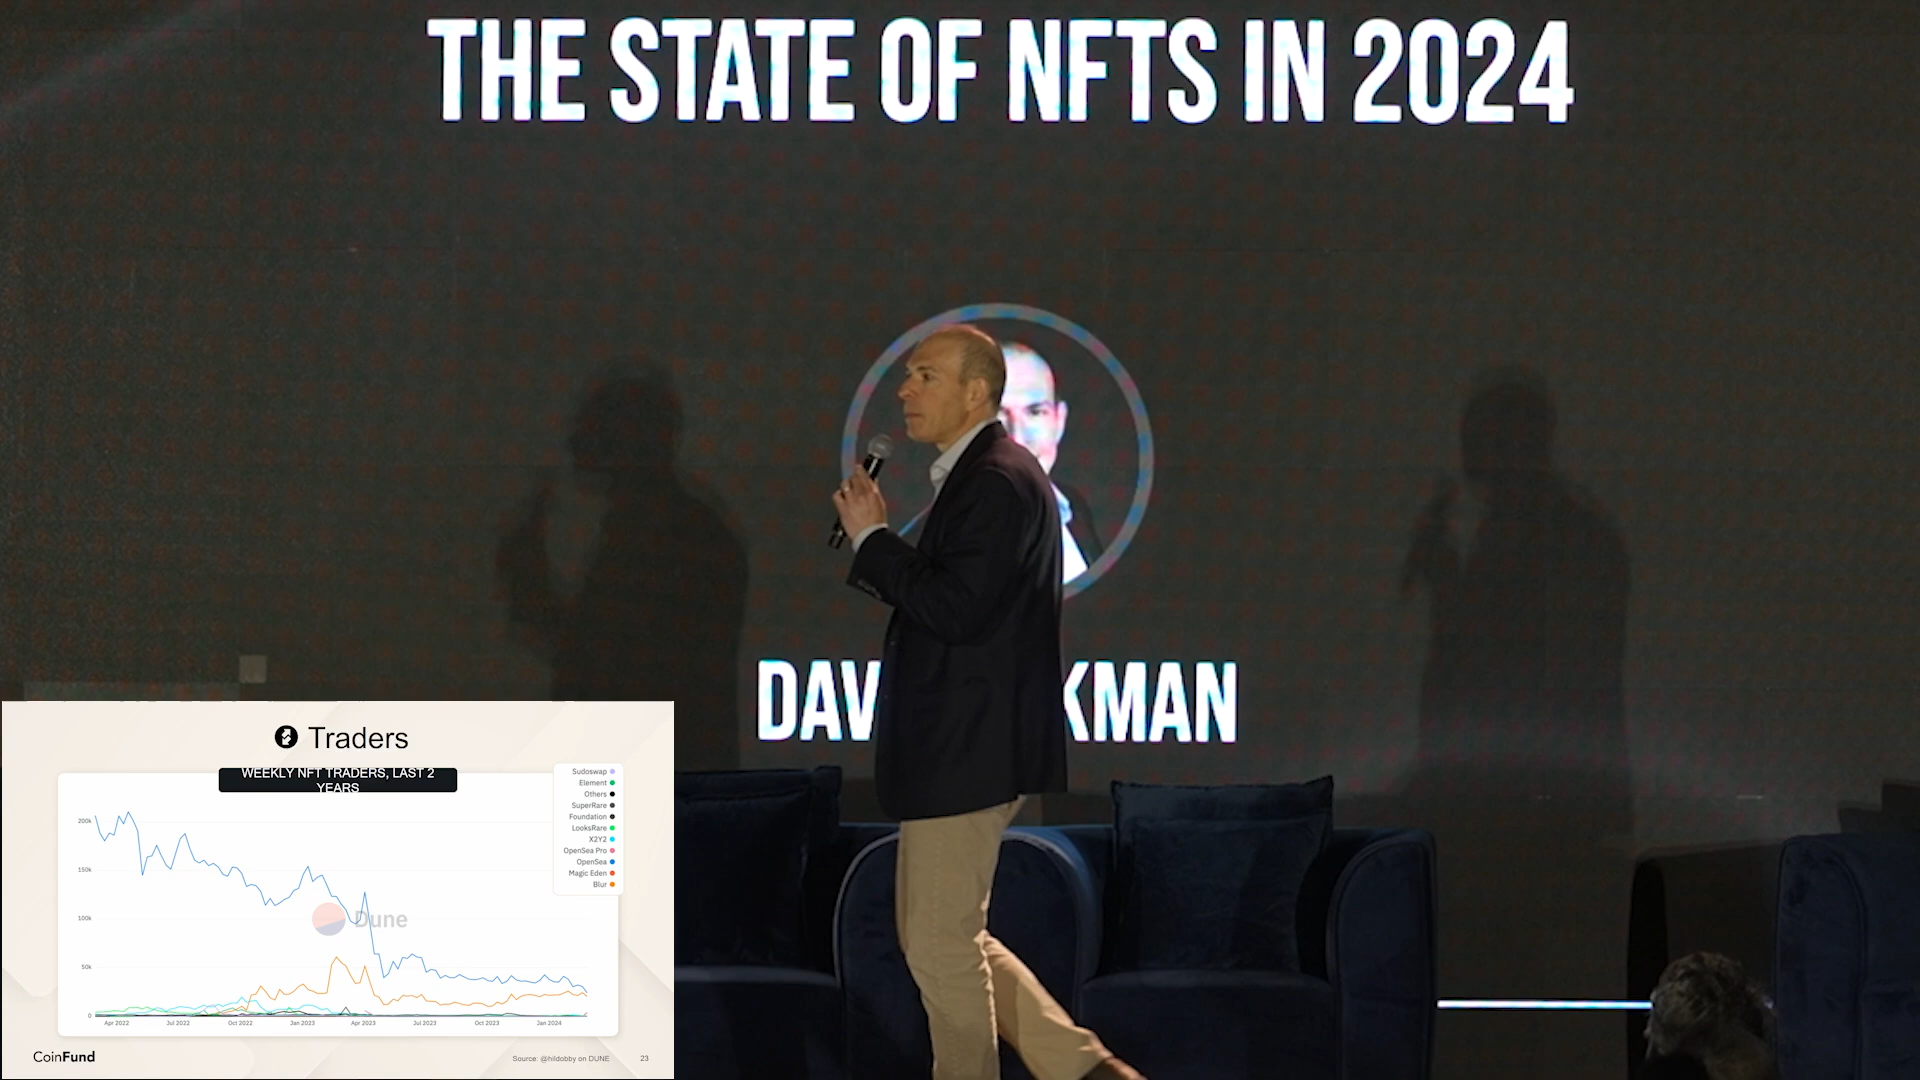 THE STATE OF NFTS IN 2024
DAV KMAN
Traders
WEEKLY NFT TRADERS, LAST 2
YEARS
Sudoswap
Element
Others
SuperRare
Foundation
LooksRare
X2Y2
OpenSea Pro
OpenSea
Magic Eden
Blur
200k
150k
100k
50k
0
Dune
Apr 2022 Jul 2022 Oct 2022 Jan 2023 Apr 2023 Jul 2023 Oct 2023 Jan 2024
CoinFund
Source: @hildobby on DUNE 23